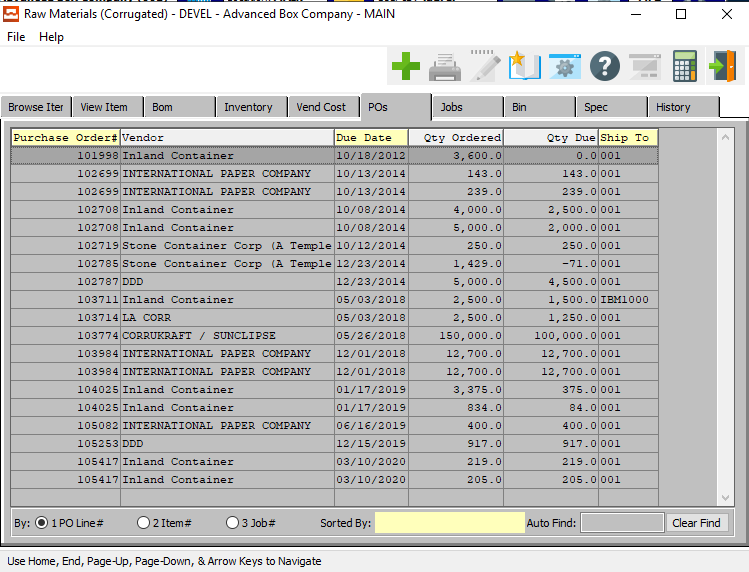 Raw Materials (Corrugated) - DEVEL - Advanced Box Company - MAIN
File Help
Browse Iter View Item Bom Inventory Vend Cost POs Jobs Bin Spec History
Purchase Order# Vendor Due Date Qty Ordered Qty Due Ship To
101998 Inland Container 10/18/2012 3,600.0 0.0 001
102699 INTERNATIONAL PAPER COMPANY 10/13/2014 143.0 143.0 001
102699 INTERNATIONAL PAPER COMPANY 10/13/2014 239.0 239.0 001
102708 Inland Container 10/08/2014 4,000.0 2,500.0 001
102708 Inland Container 10/08/2014 5,000.0 2,000.0 001
102719 Stone Container Corp (A Temple 10/12/2014 250.0 250.0 001
102785 Stone Container Corp (A Temple 12/23/2014 1,429.0 -71.0 001
102787 DDD 12/23/2014 5,000.0 4,500.0 001
103711 Inland Container 05/03/2018 2,500.0 1,500.0 IBM1000
103714 LA CORR 05/03/2018 2,500.0 1,250.0 001
103774 CORRUKRAFT / SUNCLIPSE 05/26/2018 150,000.0 100,000.0 001
103984 INTERNATIONAL PAPER COMPANY 12/01/2018 12,700.0 12,700.0 001
103984 INTERNATIONAL PAPER COMPANY 12/01/2018 12,700.0 12,700.0 001
104025 Inland Container 01/17/2019 3,375.0 375.0 001
104025 Inland Container 01/17/2019 834.0 84.0 001
105082 INTERNATIONAL PAPER COMPANY 06/16/2019 400.0 400.0 001
105253 DDD 12/15/2019 917.0 917.0 001
105417 Inland Container 03/10/2020 219.0 219.0 001
105417 Inland Container 03/10/2020 205.0 205.0 001
By: 1 PO Line# 2 Item# 3 Job# Sorted By: Auto Find: Clear Find
Use Home, End, Page-Up, Page-Down, & Arrow Keys to Navigate